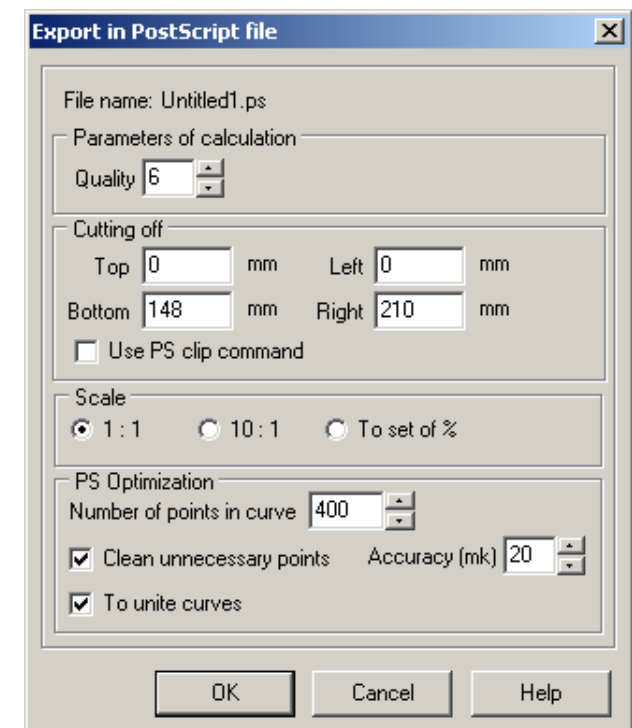 Export in PostScript file
File name: Untitled1.ps
Parameters of calculation
Quality 6
Cutting off
Top 0 mm Left 0 mm
Bottom 148 mm Right 210 mm
Use PS clip command
Scale
1 : 1 10 : 1 To set of %
PS Optimization
Number of points in curve 400
Clean unnecessary points Accuracy (mk) 20
To unite curves
OK Cancel Help